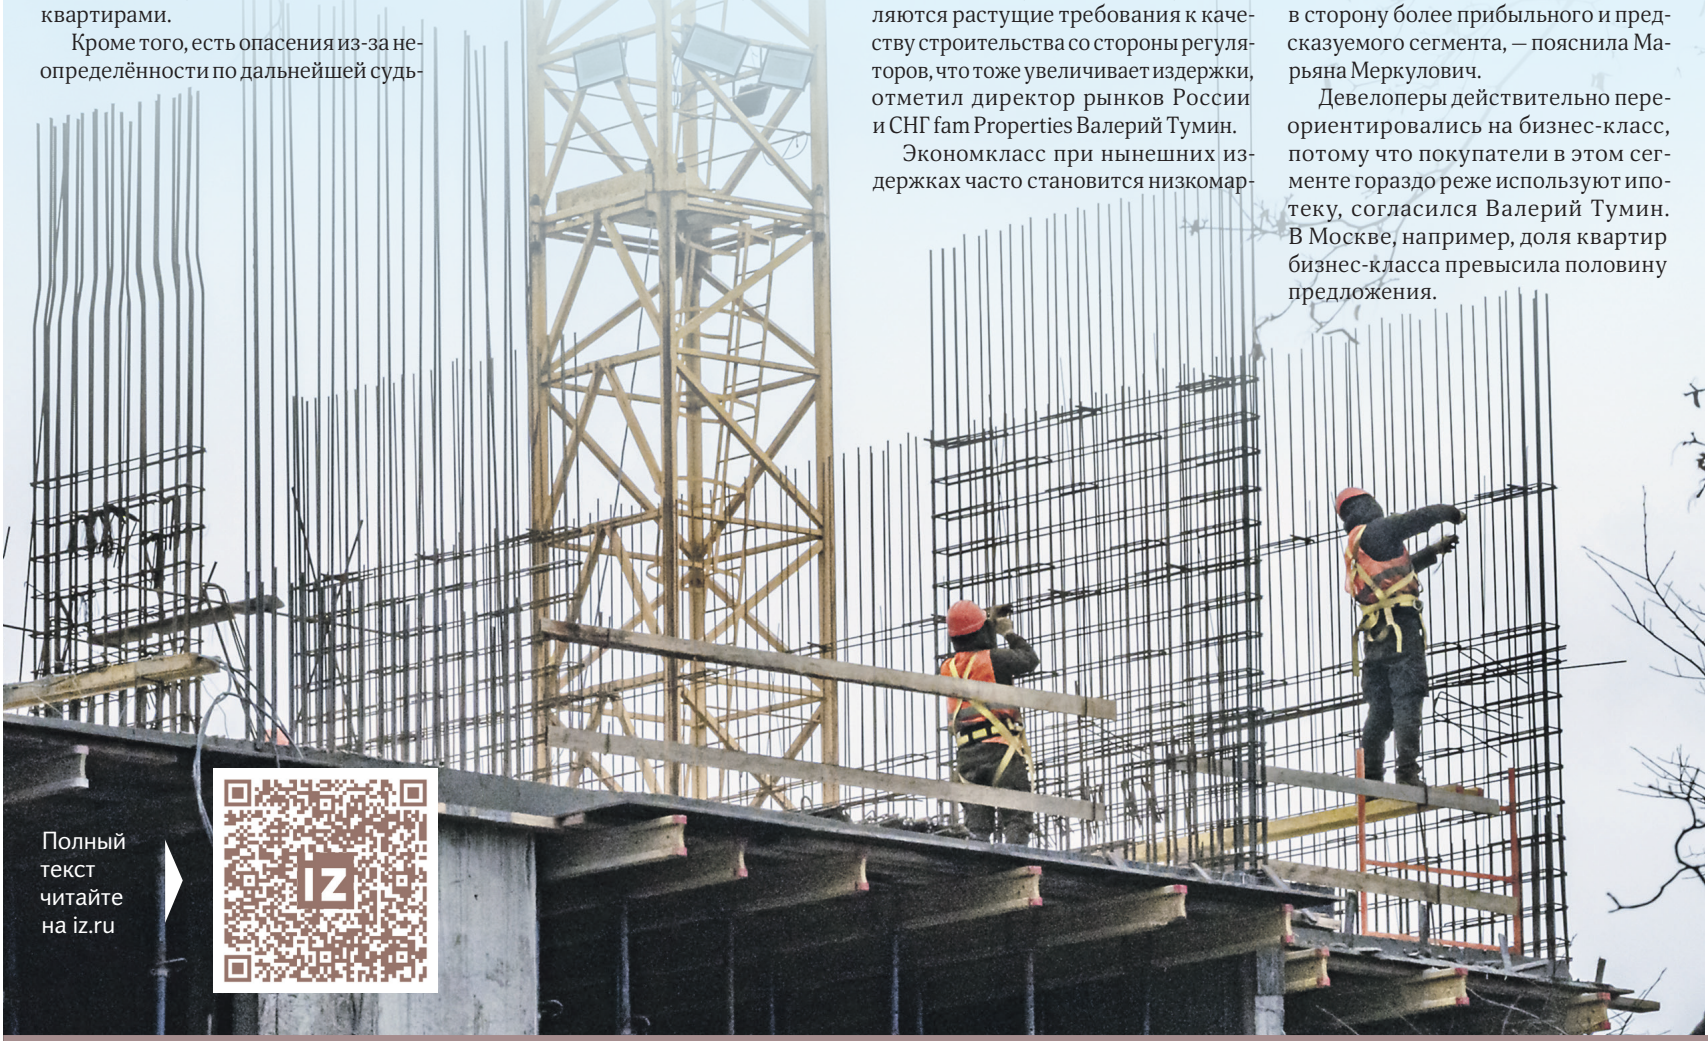 квартирами.
Кроме того, есть опасения из-за не-
определённости по дальнейшей судь-
ляются растущие требования к каче-
ству строительства со стороны регуля-
торов, что тоже увеличивает издержки,
отметил директор рынков России
и СНГ fam Properties Валерий Тумин.
Экономкласс при нынешних из-
держках часто становится низкомар-
в сторону более прибыльного и пред-
сказуемого сегмента, — пояснила Ма-
рьяна Меркулович.
Девелоперы действительно пере-
ориентировались на бизнес-класс,
потому что покупатели в этом сег-
менте гораздо реже используют ипо-
теку, согласился Валерий Тумин.
В Москве, например, доля квартир
бизнес-класса превысила половину
предложения.
Полный
текст
читайте
на iz.ru
iz